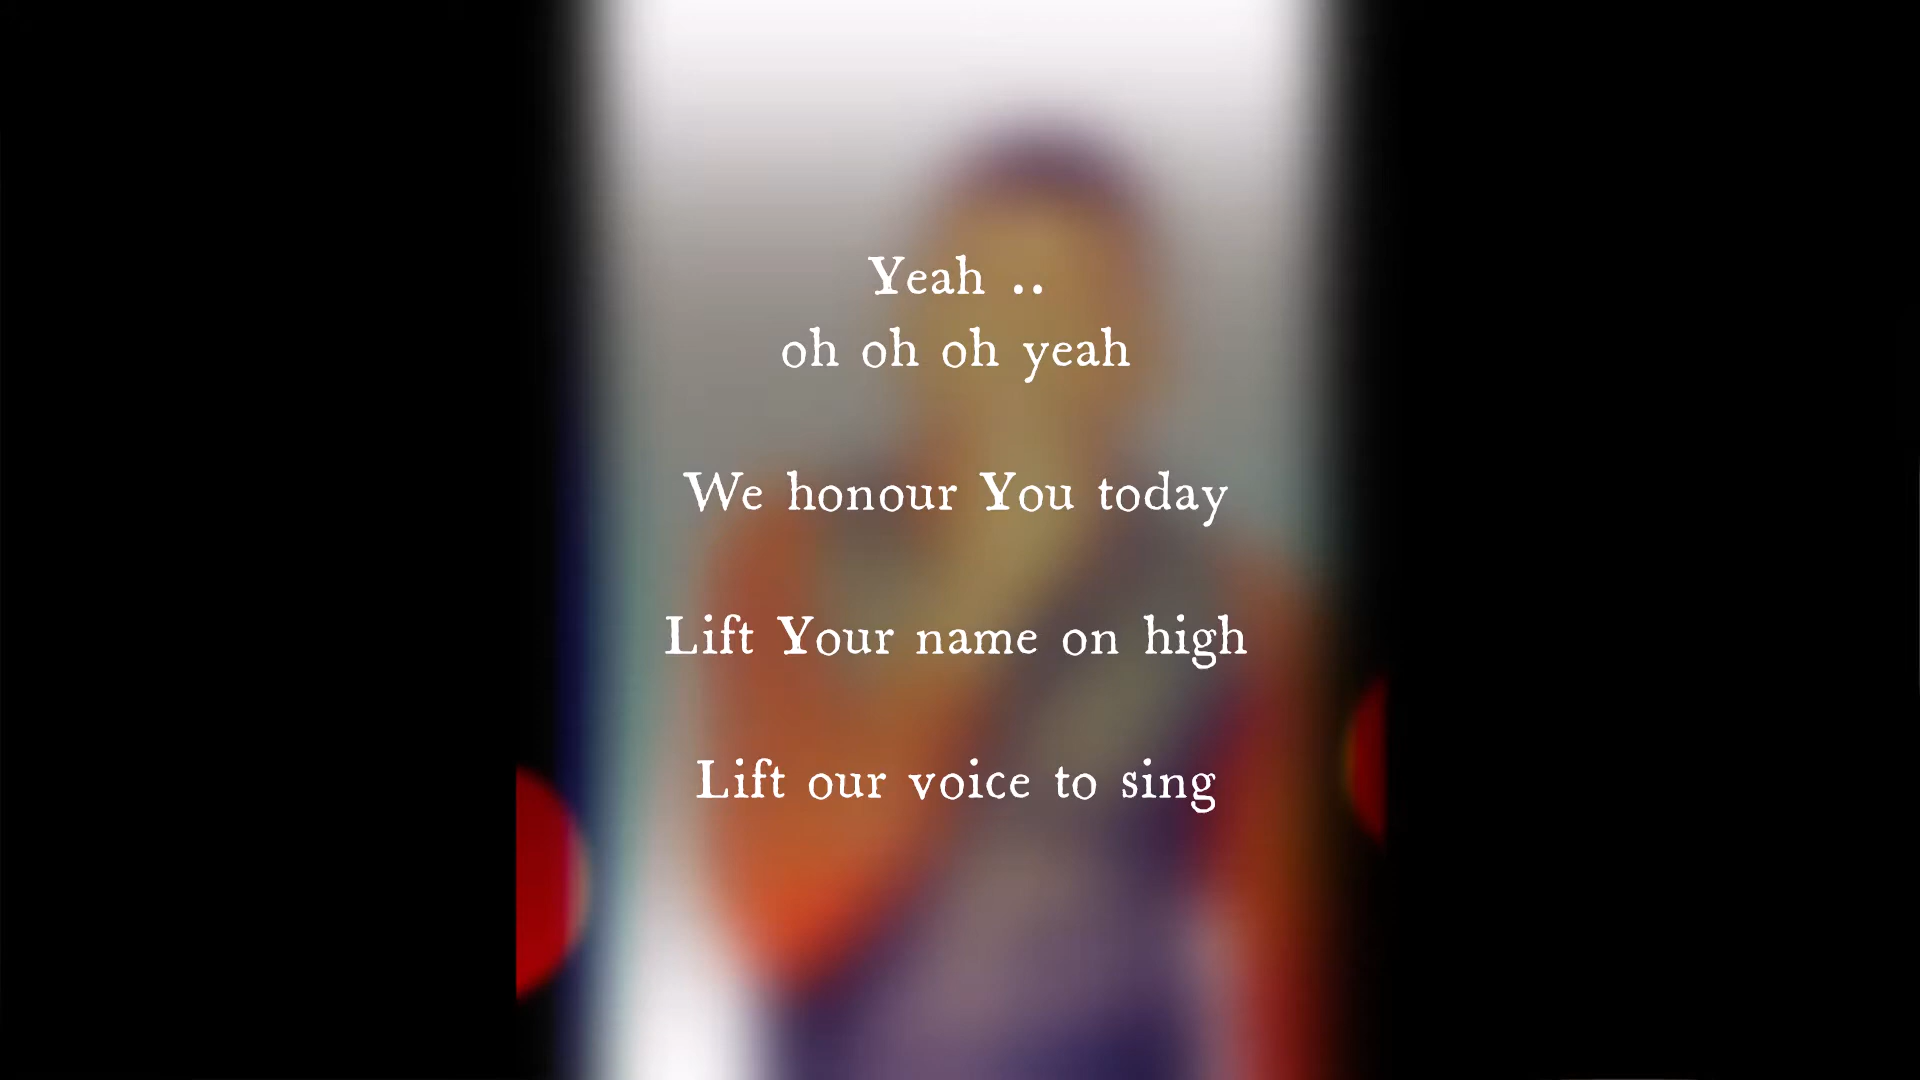 Yeah ..
oh oh oh yeah
We honour You today
Lift Your name on high
Lift our voice to sing